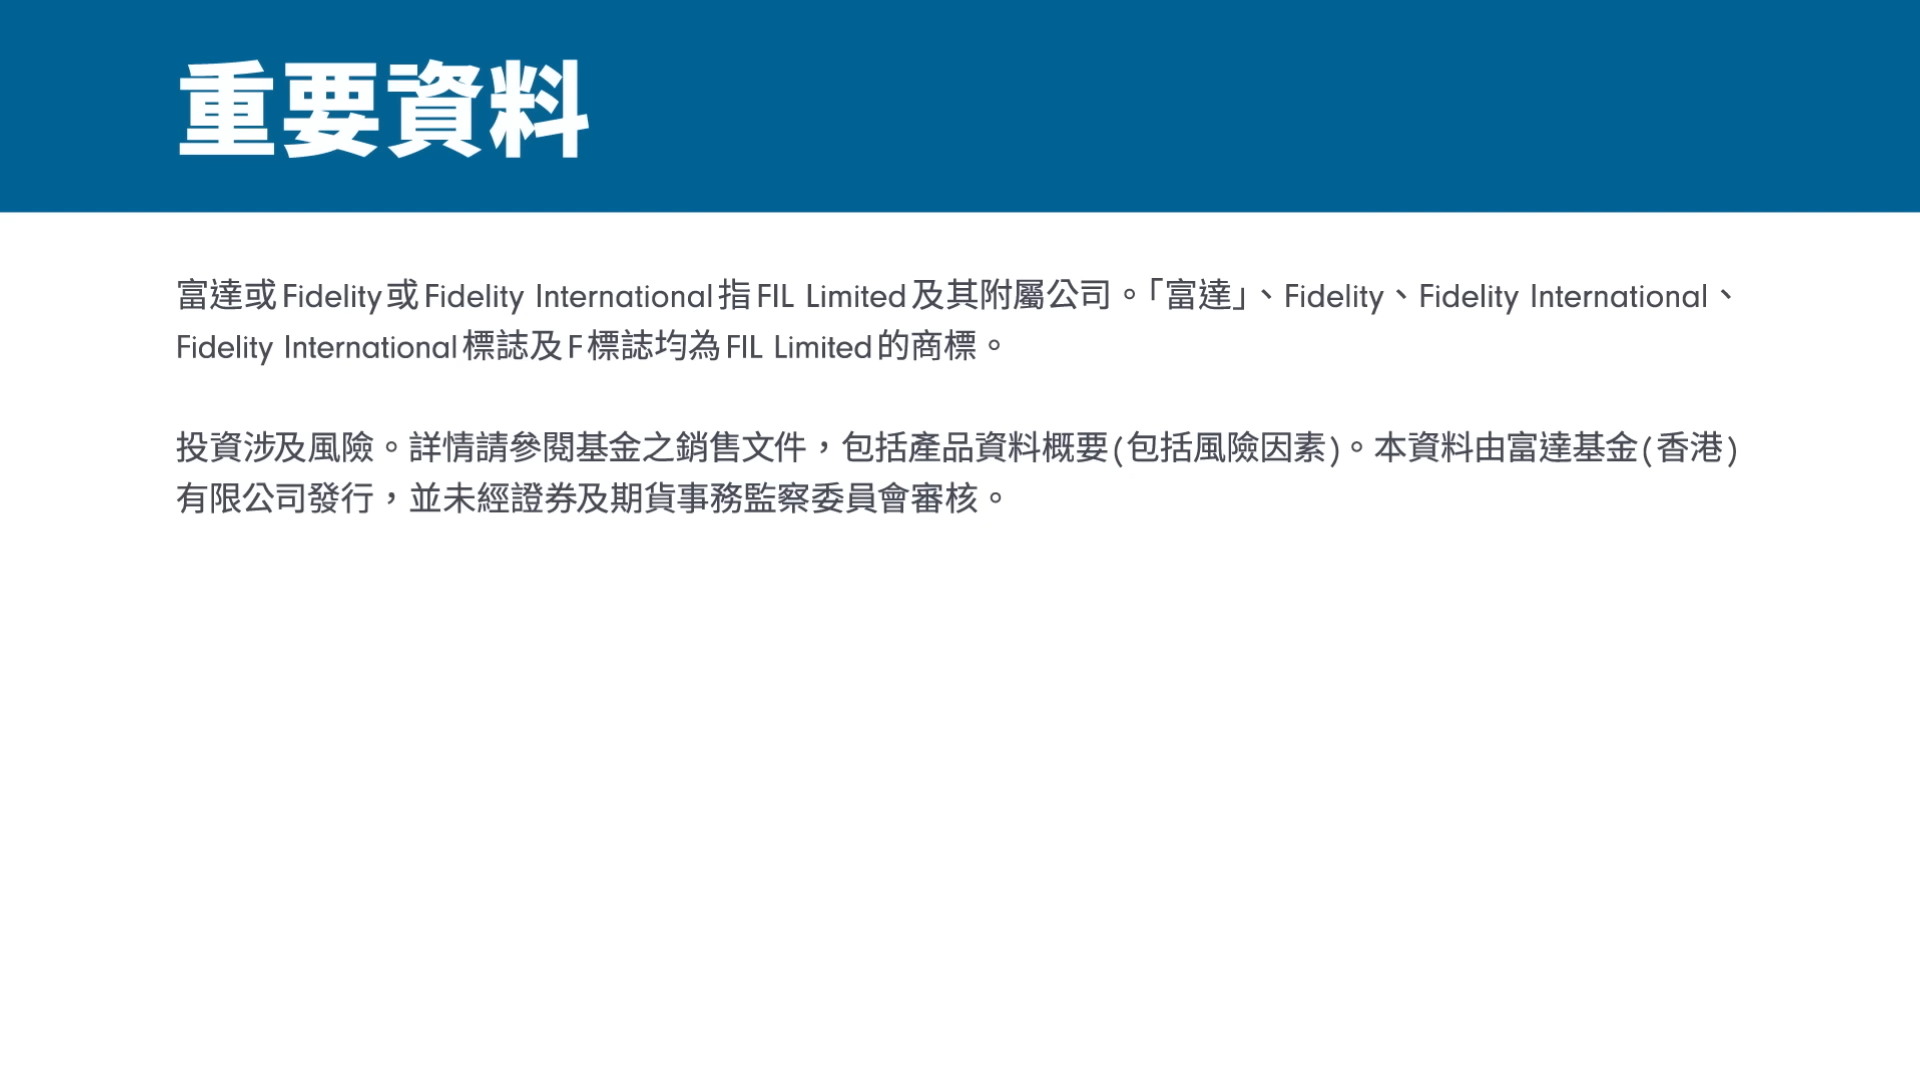 重要資料
富達或Fidelity或Fidelity International指FIL Limited及其附屬公司。「富達」、Fidelity、Fidelity International、
Fidelity International標誌及F標誌均為FIL Limited的商標。
投資涉及風險。詳情請參閱基金之銷售文件，包括產品資料概要(包括風險因素)。本資料由富達基金(香港)
有限公司發行，並未經證券及期貨事務監察委員會審核。